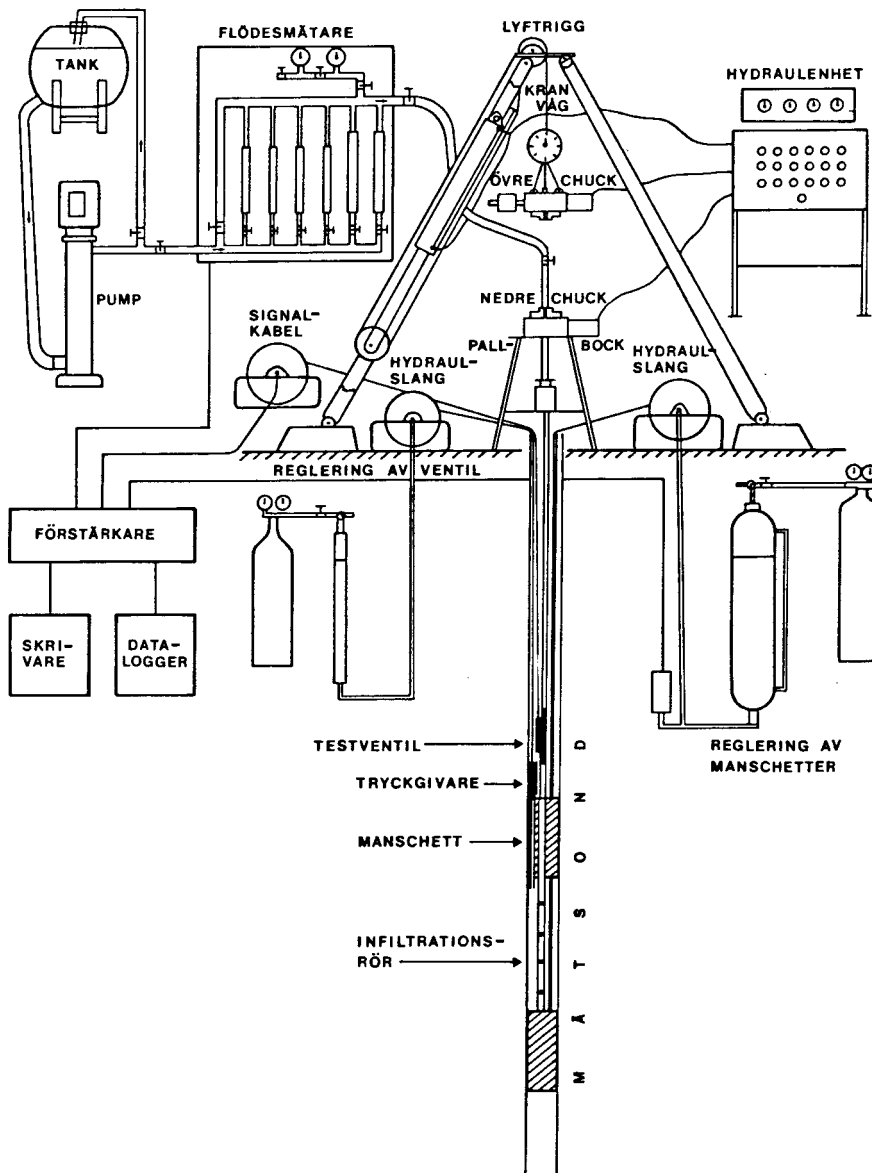 FLÖDESMÄTARE
LYFTRIGG
TANK
KRAN
VÅG
HYDRAULENHET
ÖVRE CHUCK
PUMP
NEDRE CHUCK
SIGNAL-
KABEL
PALL- BOCK
HYDRAUL-
SLANG
HYDRAUL-
SLANG
REGLERING AV VENTIL
FÖRSTÄRKARE
SKRI-
VARE
DATA-
LOGGER
TESTVENTIL
REGLERING AV
MANSCHETTER
TRYCKGIVARE
MANSCHETT
INFILTRATIONS-
RÖR
MÄTSOND